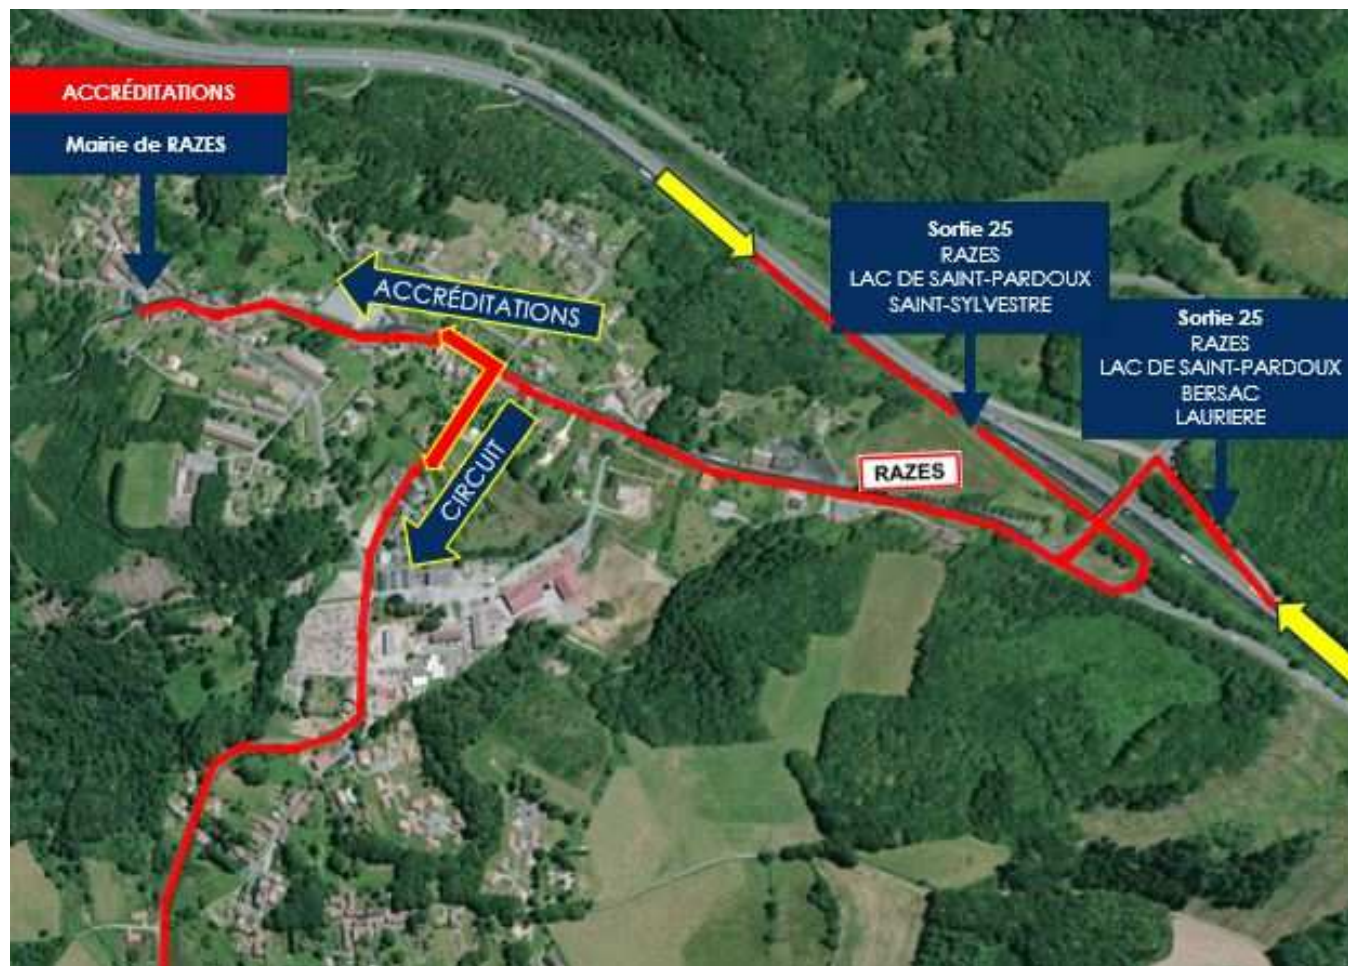 ACCRÉDITATIONS
Mairie de RAZES
Sortie 25
RAZES
LAC DE SAINT-PARDOUX
SAINT-SYLVESTRE
Sortie 25
RAZES
LAC DE SAINT-PARDOUX
BERSAC
LAURIERE
ACCRÉDITATIONS
CIRCUIT
RAZES